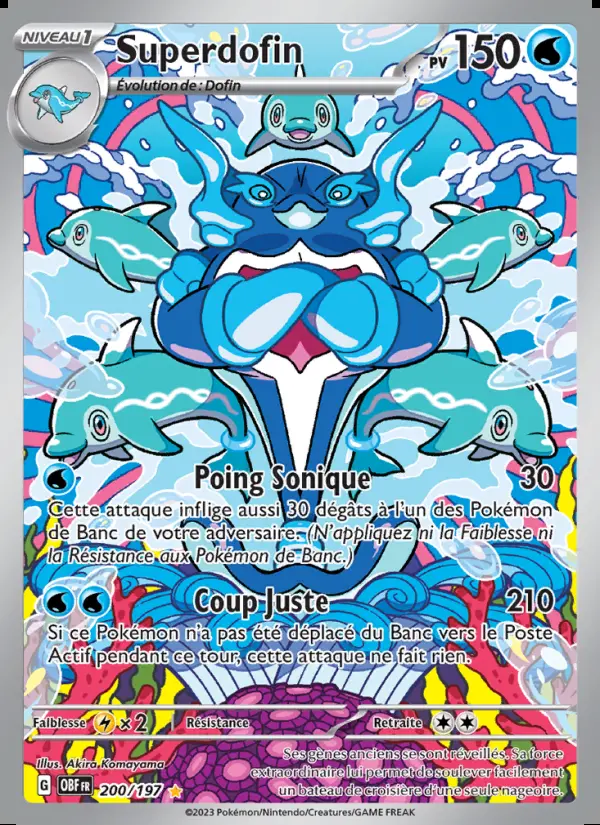 NIVEAU 1
Superdofin
PV 150
Évolution de : Dofin
Poing Sonique 30
Cette attaque inflige aussi 30 dégâts à l'un des Pokémon
de Banc de votre adversaire. (N'appliquez ni la Faiblesse ni
la Résistance aux Pokémon de Banc.)
Coup Juste 210
Si ce Pokémon n'a pas été déplacé du Banc vers le Poste
Actif pendant ce tour, cette attaque ne fait rien.
Faiblesse ×2 Résistance Retraite
Illus. Akira Komayama
Ses gènes anciens se sont réveillés. Sa force
extraordinaire lui permet de soulever facilement
un bateau de croisière d'une seule nageoire.
G OBF FR 200/197
©2023 Pokémon/Nintendo/Creatures/GAME FREAK